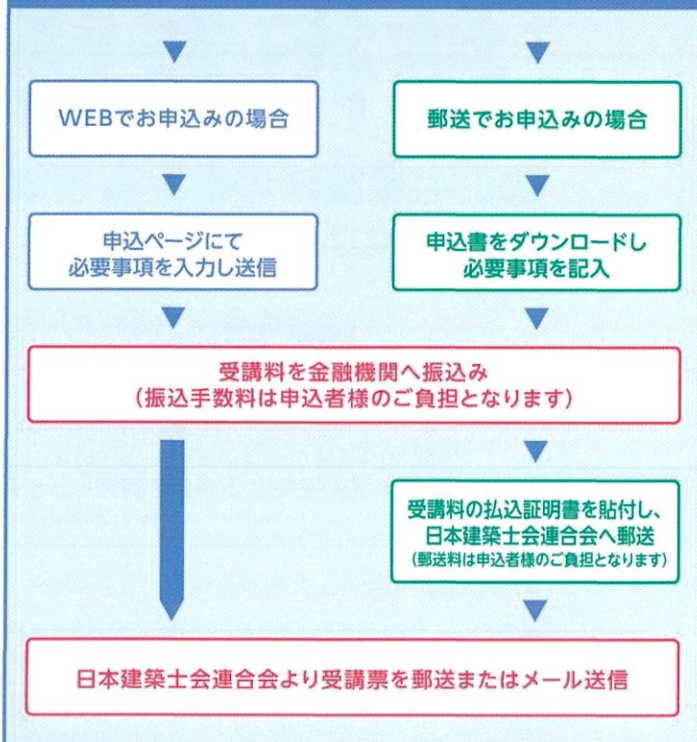 WEBでお申込みの場合
郵送でお申込みの場合
申込ページにて
必要事項を入力し送信
申込書をダウンロードし
必要事項を記入
受講料を金融機関へ振込み
(振込手数料は申込者様のご負担となります)
受講料の払込証明書を貼付し、
日本建築士会連合会へ郵送
(郵送料は申込者様のご負担となります)
日本建築士会連合会より受講票を郵送またはメール送信